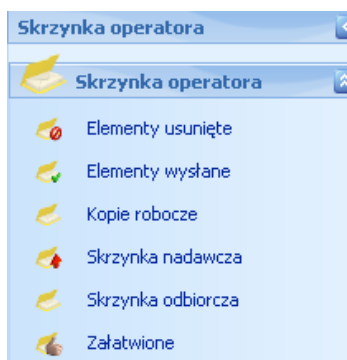 Skrzynka operatora
Skrzynka operatora
Elementy usunięte
Elementy wysłane
Kopie robocze
Skrzynka nadawcza
Skrzynka odbiorcza
Załatwione